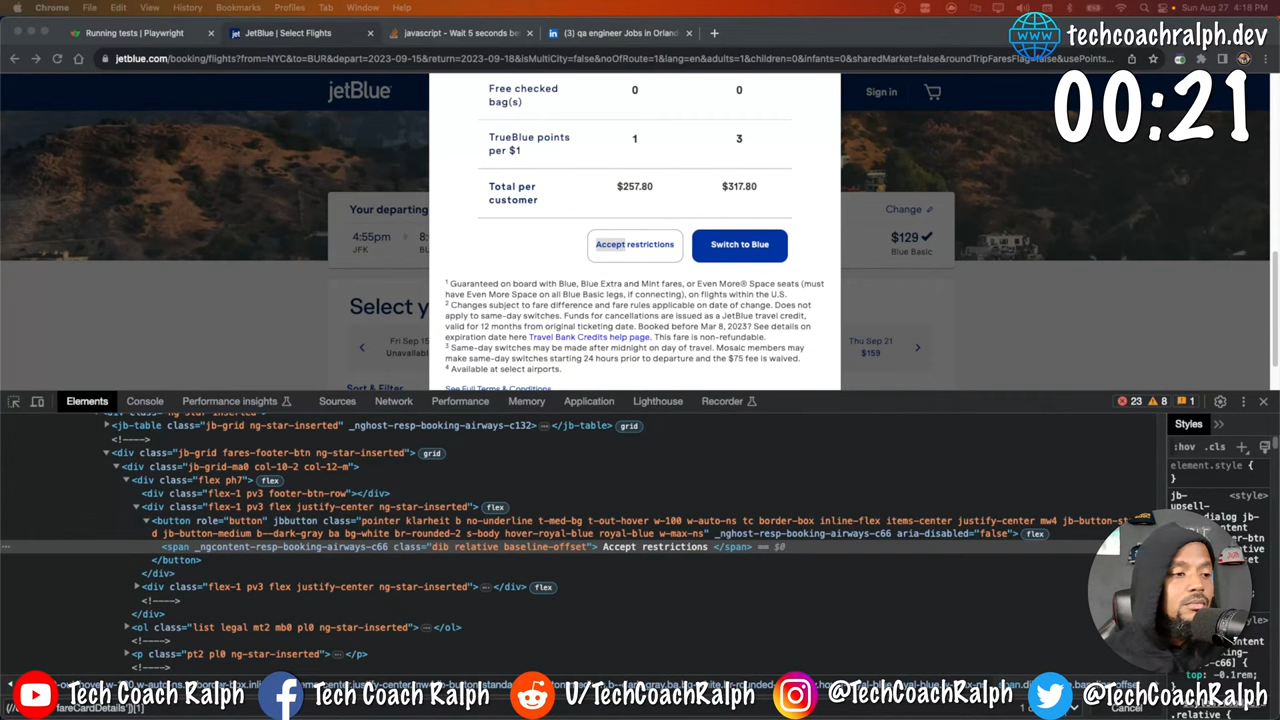 Chrome File Edit View History Bookmarks Profiles Tab Window Help
Sun Aug 27 4:18 PM
Running tests | Playwright
JetBlue | Select Flights
javascript - Wait 5 seconds be
(3) qa engineer Jobs in Orland
techcoachralph.dev
jetblue.com/booking/flights?from=NYC&to=BUR&depart=2023-09-15&return=2023-09-18&isMultiCity=false&noOfRoute=1&lang=en&adults=1&children=0&infants=0&sharedMarket=false&roundTripFaresFlag=false&usePoints...
00:21
jetBlue
Sign in
Free checked
bag(s)
0
0
TrueBlue points
per $1
1
3
Total per
customer
$257.80
$317.80
Your departing
4:55pm
8:
JFK
BU
Change
$129
Blue Basic
Accept restrictions
Switch to Blue
Select y
Fri Sep 15
Unavailabl
Thu Sep 21
$159
Sort & Filter
1 Guaranteed on board with Blue, Blue Extra and Mint fares, or Even More® Space seats (must
have Even More Space on all Blue Basic legs, if connecting), on flights within the U.S.
2 Changes subject to fare difference and fare rules applicable on date of change. Does not
apply to same-day switches. Funds for cancellations are issued as a JetBlue travel credit,
valid for 12 months from original ticketing date. Booked before Mar 8, 2023? See details on
expiration date here Travel Bank Credits help page. This fare is non-refundable.
3 Same-day switches may be made after midnight on day of travel. Mosaic members may
make same-day switches starting 24 hours prior to departure and the $75 fee is waived.
4 Available at select airports.
See Full Terms & Conditions
Elements Console Performance insights Sources Network Performance Memory Application Lighthouse Recorder
23 8 1
<jb-table class="jb-grid ng-star-inserted" _nghost-resp-booking-airways-c132> … </jb-table> grid
<!---->
<div class="jb-grid fares-footer-btn ng-star-inserted"> grid
<div class="jb-grid-ma0 col-10-2 col-12-m">
<div class="flex ph7"> flex
<div class="flex-1 pv3 footer-btn-row"></div>
<div class="flex-1 pv3 flex justify-center ng-star-inserted"> flex
<button role="button" jbbutton class="pointer klarheit b no-underline t-med-bg t-out-hover w-100 w-auto-ns tc border-box inline-flex items-center justify-center mw4 jb-button-st
d jb-button-medium b--dark-gray ba bg-white br-rounded-2 s-body hover-royal-blue royal-blue w-max-ns" _nghost-resp-booking-airways-c66 aria-disabled="false"> flex
<span _ngcontent-resp-booking-airways-c66 class="dib relative baseline-offset"> Accept restrictions </span> == $0
</button>
</div>
<div class="flex-1 pv3 flex justify-center ng-star-inserted"> … </div> flex
<!---->
</div>
<ol class="list legal mt2 mb0 pl0 ng-star-inserted"> … </ol>
<!---->
<p class="pt2 pl0 ng-star-inserted"> … </p>
<!---->
Styles
:hov .cls
element.style {
}
jb- <style>
upsell-
dialog jb
Tech Coach Ralph
Tech Coach Ralph
U/TechCoachRalph
@TechCoachRalph
@TechCoachRalph
fareCardDetails'])[1]
Cancel
top: -0.1rem;
}
.relative {